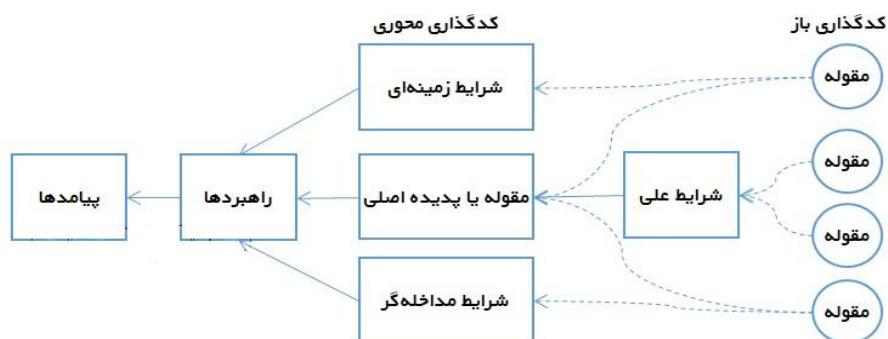 کدگذاری باز
کدگذاری محوری
مقوله
شرایط زمینه‌ای
مقوله
شرایط علی
مقوله یا پدیده اصلی
راهبردها
پیامدها
مقوله
مقوله
شرایط مداخله‌گر